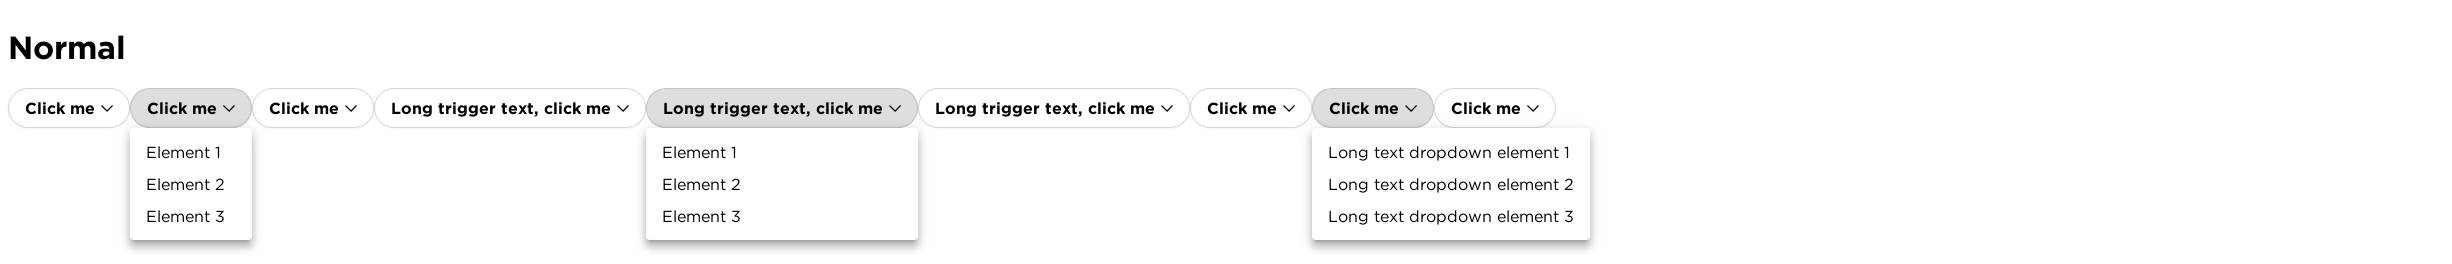 Normal
Click me Click me Click me Long trigger text, click me Long trigger text, click me Long trigger text, click me Click me Click me Click me
Element 1 Element 1 Long text dropdown element 1
Element 2 Element 2 Long text dropdown element 2
Element 3 Element 3 Long text dropdown element 3